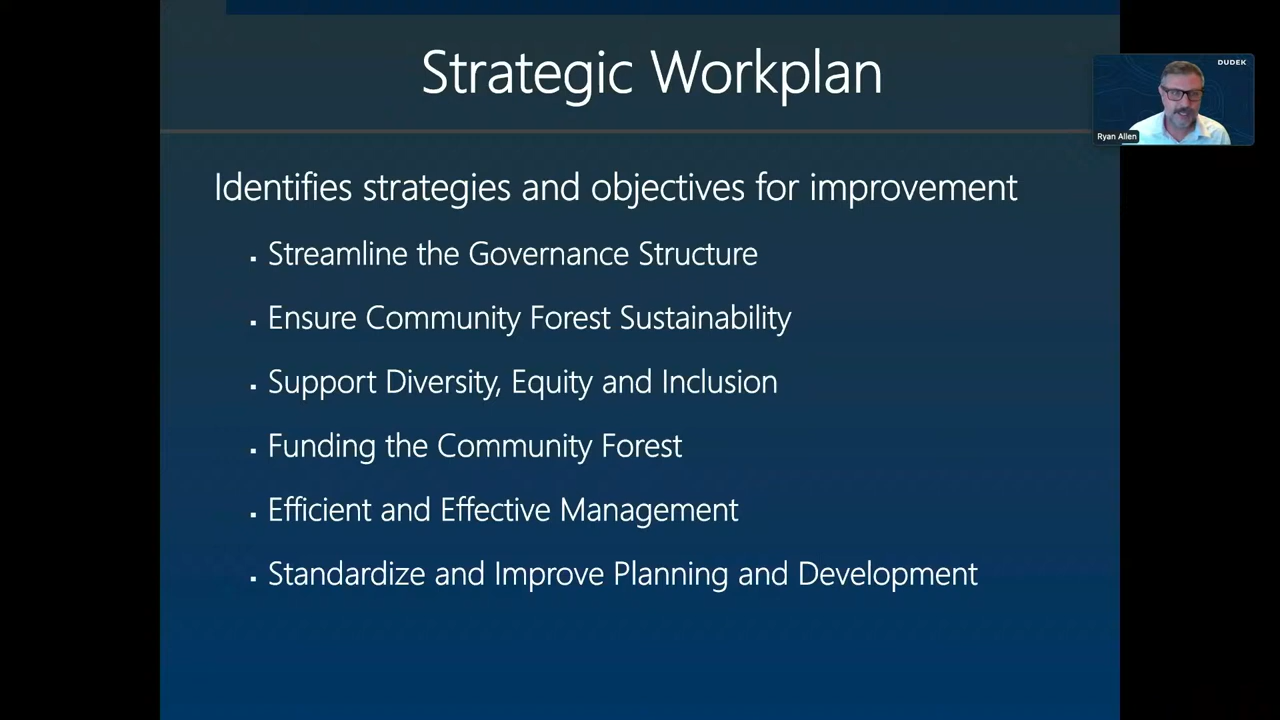 Strategic Workplan
DUDEK
Ryan Allen
Identifies strategies and objectives for improvement
▪ Streamline the Governance Structure
▪ Ensure Community Forest Sustainability
▪ Support Diversity, Equity and Inclusion
▪ Funding the Community Forest
▪ Efficient and Effective Management
▪ Standardize and Improve Planning and Development